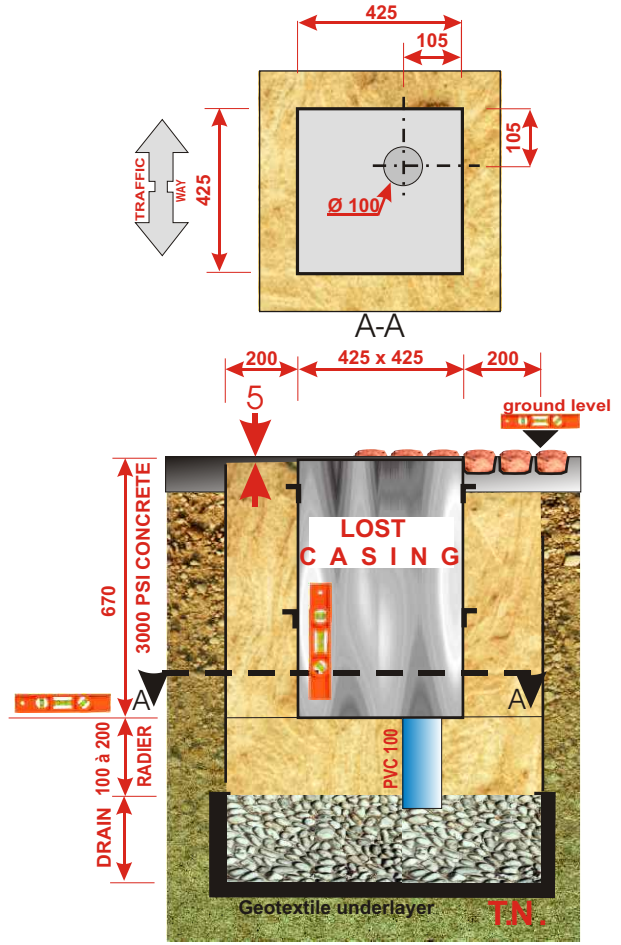 425
105
105
TRAFFIC
WAY
425
Ø 100
A-A
200
425 x 425
200
5
ground level
LOST
CASING
670
3000 PSI CONCRETE
A
A
100 à 200
RADIER
PVC 100
DRAIN
Geotextile underlayer
T.N.